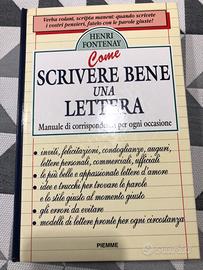 Verba volant, scripta manent: quando scrivete
i vostri pensieri, fatelo con le parole giuste!
HENRI
FONTENAY
Come
SCRIVERE BENE
UNA
LETTERA
Manuale di corrispondenza per ogni occasione
• inviti, felicitazioni, condoglianze, auguri,
lettere personali, commerciali, ufficiali
• le più belle e appassionate lettere d'amore
• idee e trucchi per trovare le parole
e lo stile giusto al momento giusto
• gli errori da evitare
• modelli di lettere pronte per ogni circostanza
PIEMME
subito